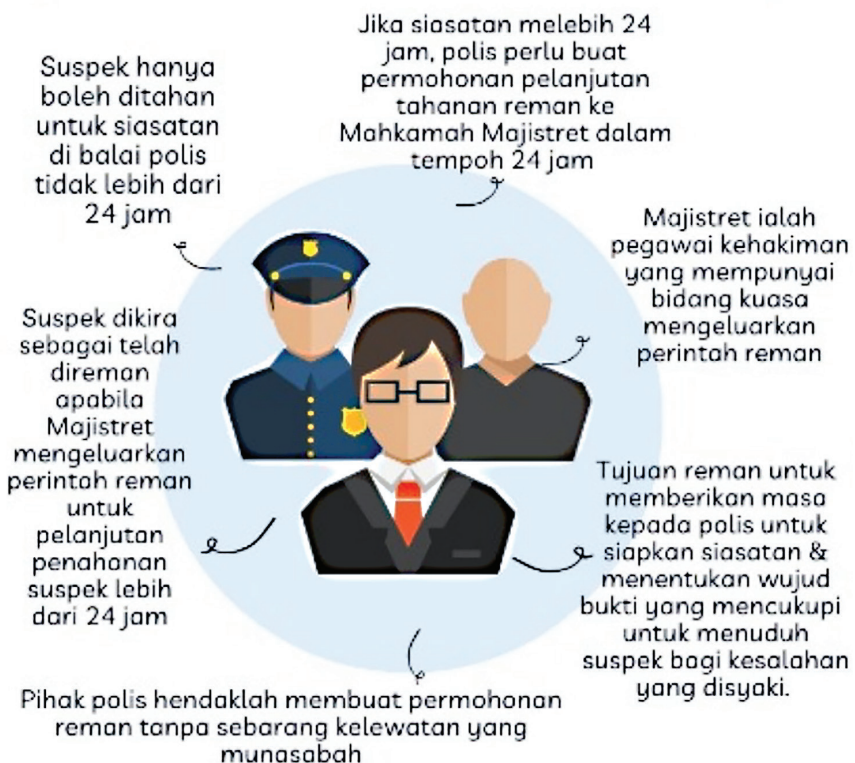 Suspek hanya
boleh ditahan
untuk siasatan
di balai polis
tidak lebih dari
24 jam
Jika siasatan melebih 24
jam, polis perlu buat
permohonan pelanjutan
tahanan reman ke
Mahkamah Majistret dalam
tempoh 24 jam
Majistret ialah
pegawai kehakiman
yang mempunyai
bidang kuasa
mengeluarkan
perintah reman
Suspek dikira
sebagai telah
direman
apabila
Majistret
mengeluarkan
perintah reman
untuk
pelanjutan
penahanan
suspek lebih
dari 24 jam
Tujuan reman untuk
memberikan masa
kepada polis untuk
siapkan siasatan &
menentukan wujud
bukti yang mencukupi
untuk menuduh
suspek bagi kesalahan
yang disyaki.
Pihak polis hendaklah membuat permohonan
reman tanpa sebarang kelewatan yang
munasabah